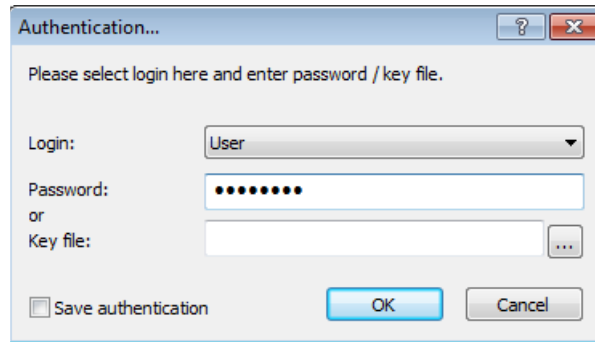 Authentication...
?
Please select login here and enter password / key file.
Login: User
Password: ••••••••
or
Key file: ...
Save authentication OK Cancel